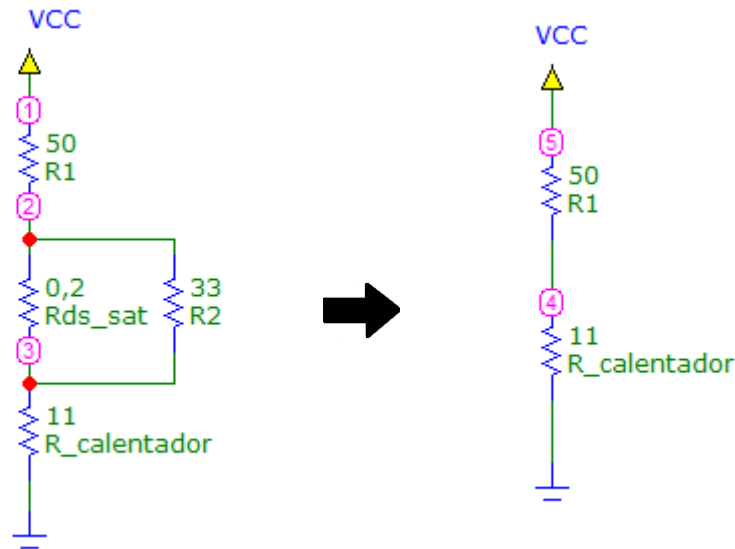 VCC
1
50
R1
2
0,2
Rds_sat
33
R2
3
11
R_calentador
VCC
5
50
R1
4
11
R_calentador